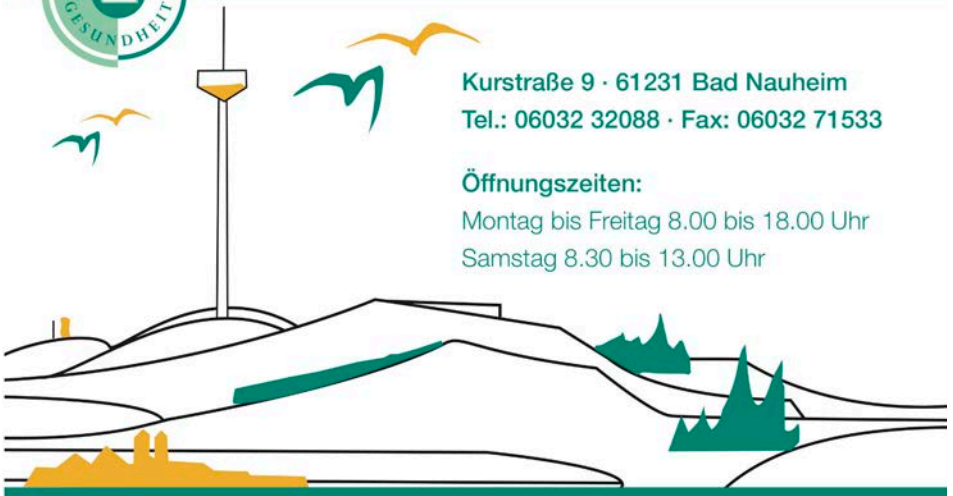 GESUNDHEIT
Kurstraße 9 · 61231 Bad Nauheim
Tel.: 06032 32088 · Fax: 06032 71533
Öffnungszeiten:
Montag bis Freitag 8.00 bis 18.00 Uhr
Samstag 8.30 bis 13.00 Uhr